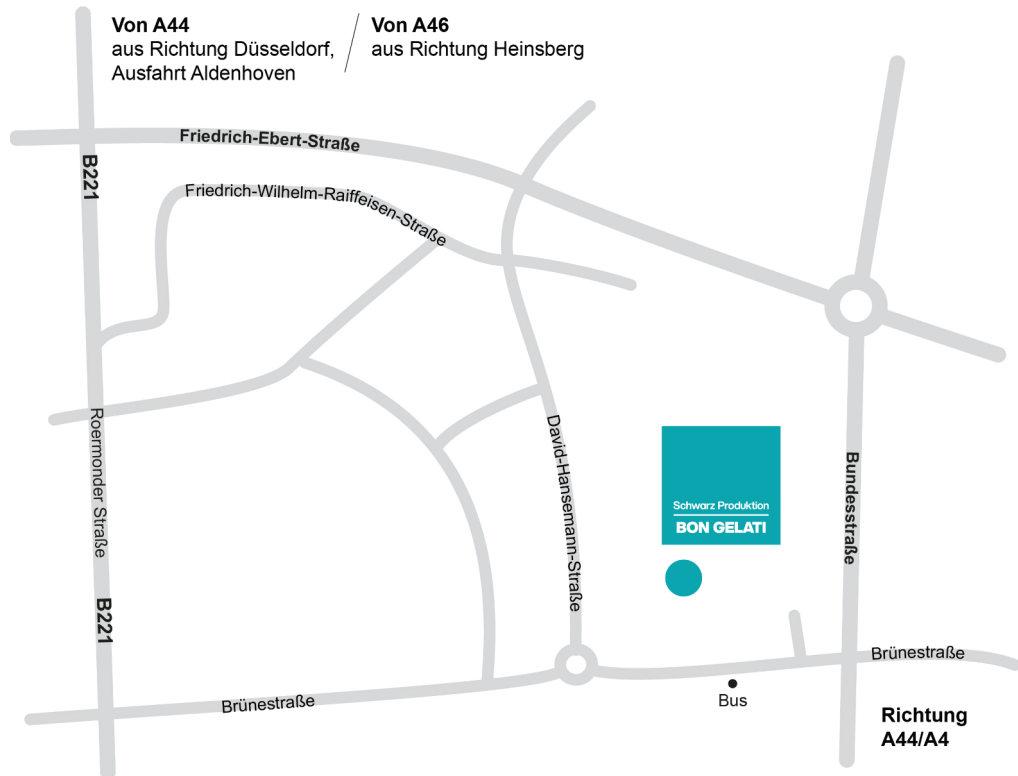 Von A44
aus Richtung Düsseldorf,
Ausfahrt Aldenhoven
Von A46
aus Richtung Heinsberg
Friedrich-Ebert-Straße
B221
Friedrich-Wilhelm-Raiffeisen-Straße
Roermonder Straße
David-Hansemann-Straße
Bundesstraße
Schwarz Produktion
BON GELATI
B221
Brünestraße
Brünestraße
Bus
Richtung
A44/A4